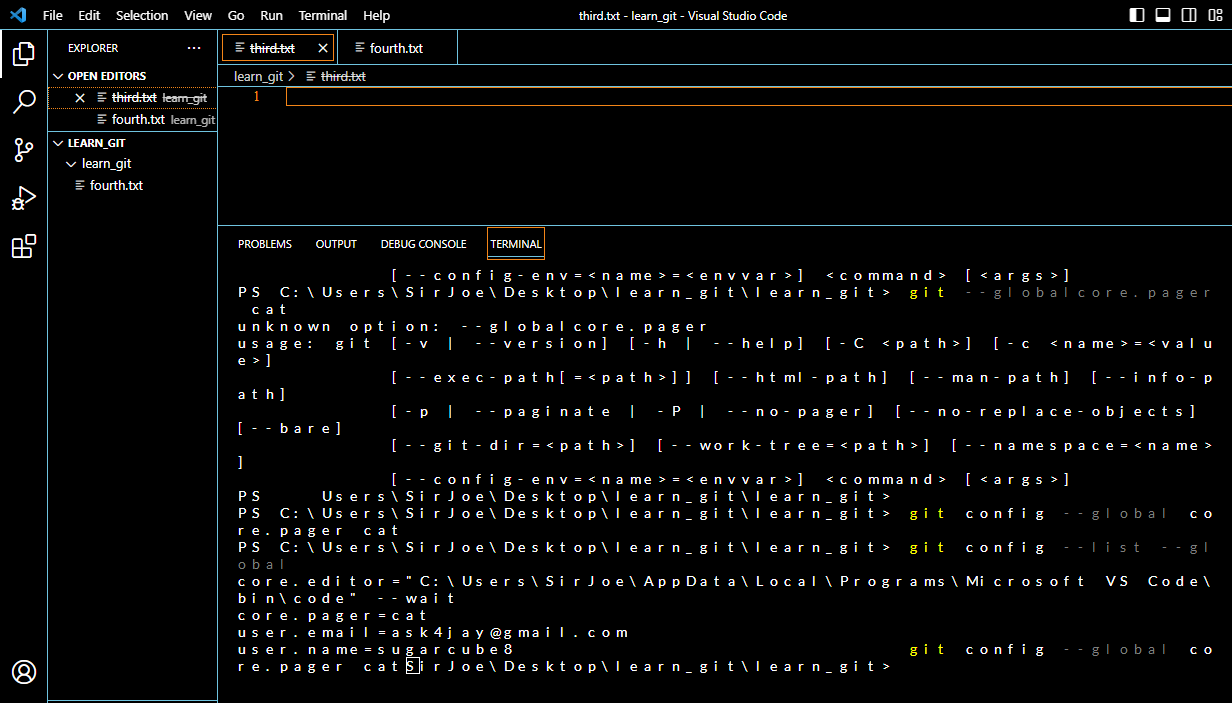 File Edit Selection View Go Run Terminal Help third.txt - learn_git - Visual Studio Code
EXPLORER ...
OPEN EDITORS
third.txt learn_git
fourth.txt learn_git
LEARN_GIT
learn_git
fourth.txt
third.txt fourth.txt
learn_git > third.txt
1
PROBLEMS OUTPUT DEBUG CONSOLE TERMINAL
[--config-env=<name>=<envvar>] <command> [<args>]
PS C:\Users\SirJoe\Desktop\learn_git\learn_git> git --globalcore.pager
cat
unknown option: --globalcore.pager
usage: git [-v | --version] [-h | --help] [-C <path>] [-c <name>=<valu
e>]
[--exec-path[=<path>]] [--html-path] [--man-path] [--info-p
ath]
[-p | --paginate | -P | --no-pager] [--no-replace-objects]
[--bare]
[--git-dir=<path>] [--work-tree=<path>] [--namespace=<name>
]
[--config-env=<name>=<envvar>] <command> [<args>]
PS Users\SirJoe\Desktop\learn_git\learn_git>
PS C:\Users\SirJoe\Desktop\learn_git\learn_git> git config --global co
re.pager cat
PS C:\Users\SirJoe\Desktop\learn_git\learn_git> git config --list --gl
obal
core.editor="C:\Users\SirJoe\AppData\Local\Programs\Microsoft VS Code\
bin\code" --wait
core.pager=cat
user.email=ask4jay@gmail.com
user.name=sugarcube8 git config --global co
re.pager catSirJoe\Desktop\learn_git\learn_git>